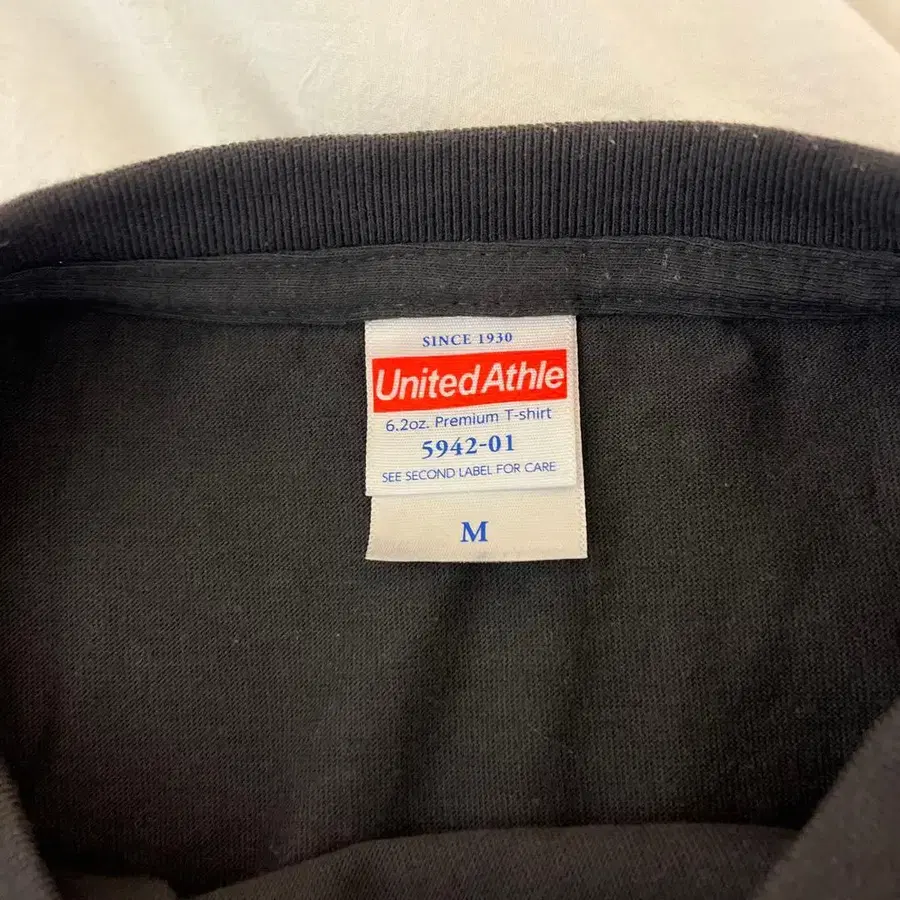 SINCE 1930
United Athle
6.2oz. Premium T-shirt
5942-01
SEE SECOND LABEL FOR CARE
M